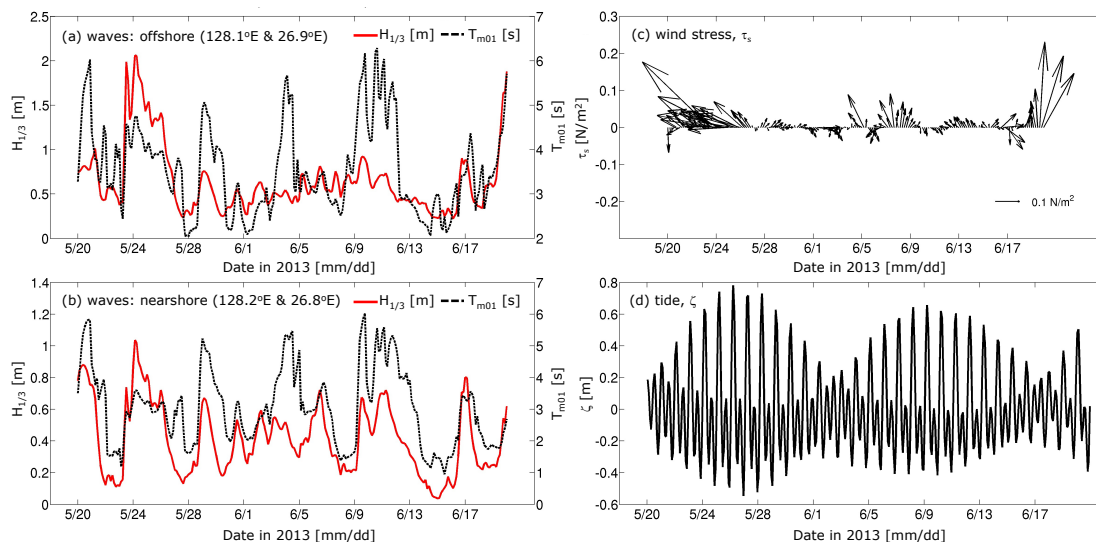 (a) waves: offshore (128.1°E & 26.9°E)
H1/3 [m]
Tm01 [s]
2.5
2
1.5
1
0.5
0
H1/3 [m]
7
6
5
4
3
2
Tm01 [s]
5/20 5/24 5/28 6/1 6/5 6/9 6/13 6/17
Date in 2013 [mm/dd]
(c) wind stress, τs
0.3
0.2
0.1
0
-0.1
-0.2
τs [N/m2]
0.1 N/m2
5/20 5/24 5/28 6/1 6/5 6/9 6/13 6/17
Date in 2013 [mm/dd]
(b) waves: nearshore (128.2°E & 26.8°E)
H1/3 [m]
Tm01 [s]
1.4
1.2
1
0.8
0.6
0.4
0.2
0
H1/3 [m]
7
6
5
4
3
2
1
0
Tm01 [s]
5/20 5/24 5/28 6/1 6/5 6/9 6/13 6/17
Date in 2013 [mm/dd]
(d) tide, ζ
0.8
0.6
0.4
0.2
0
-0.2
-0.4
-0.6
ζ [m]
5/20 5/24 5/28 6/1 6/5 6/9 6/13 6/17
Date in 2013 [mm/dd]